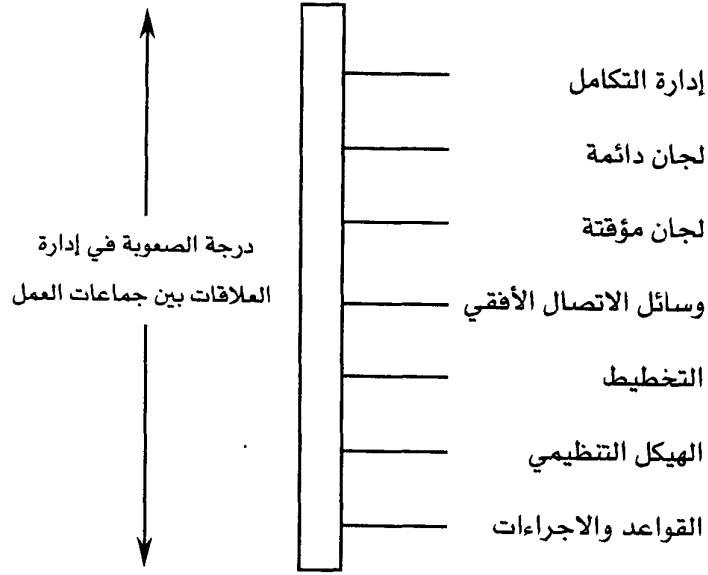 إدارة التكامل
لجان دائمة
لجان مؤقتة
وسائل الاتصال الأفقي
التخطيط
الهيكل التنظيمي
القواعد والاجراءات
درجة الصعوبة في إدارة
العلاقات بين جماعات العمل